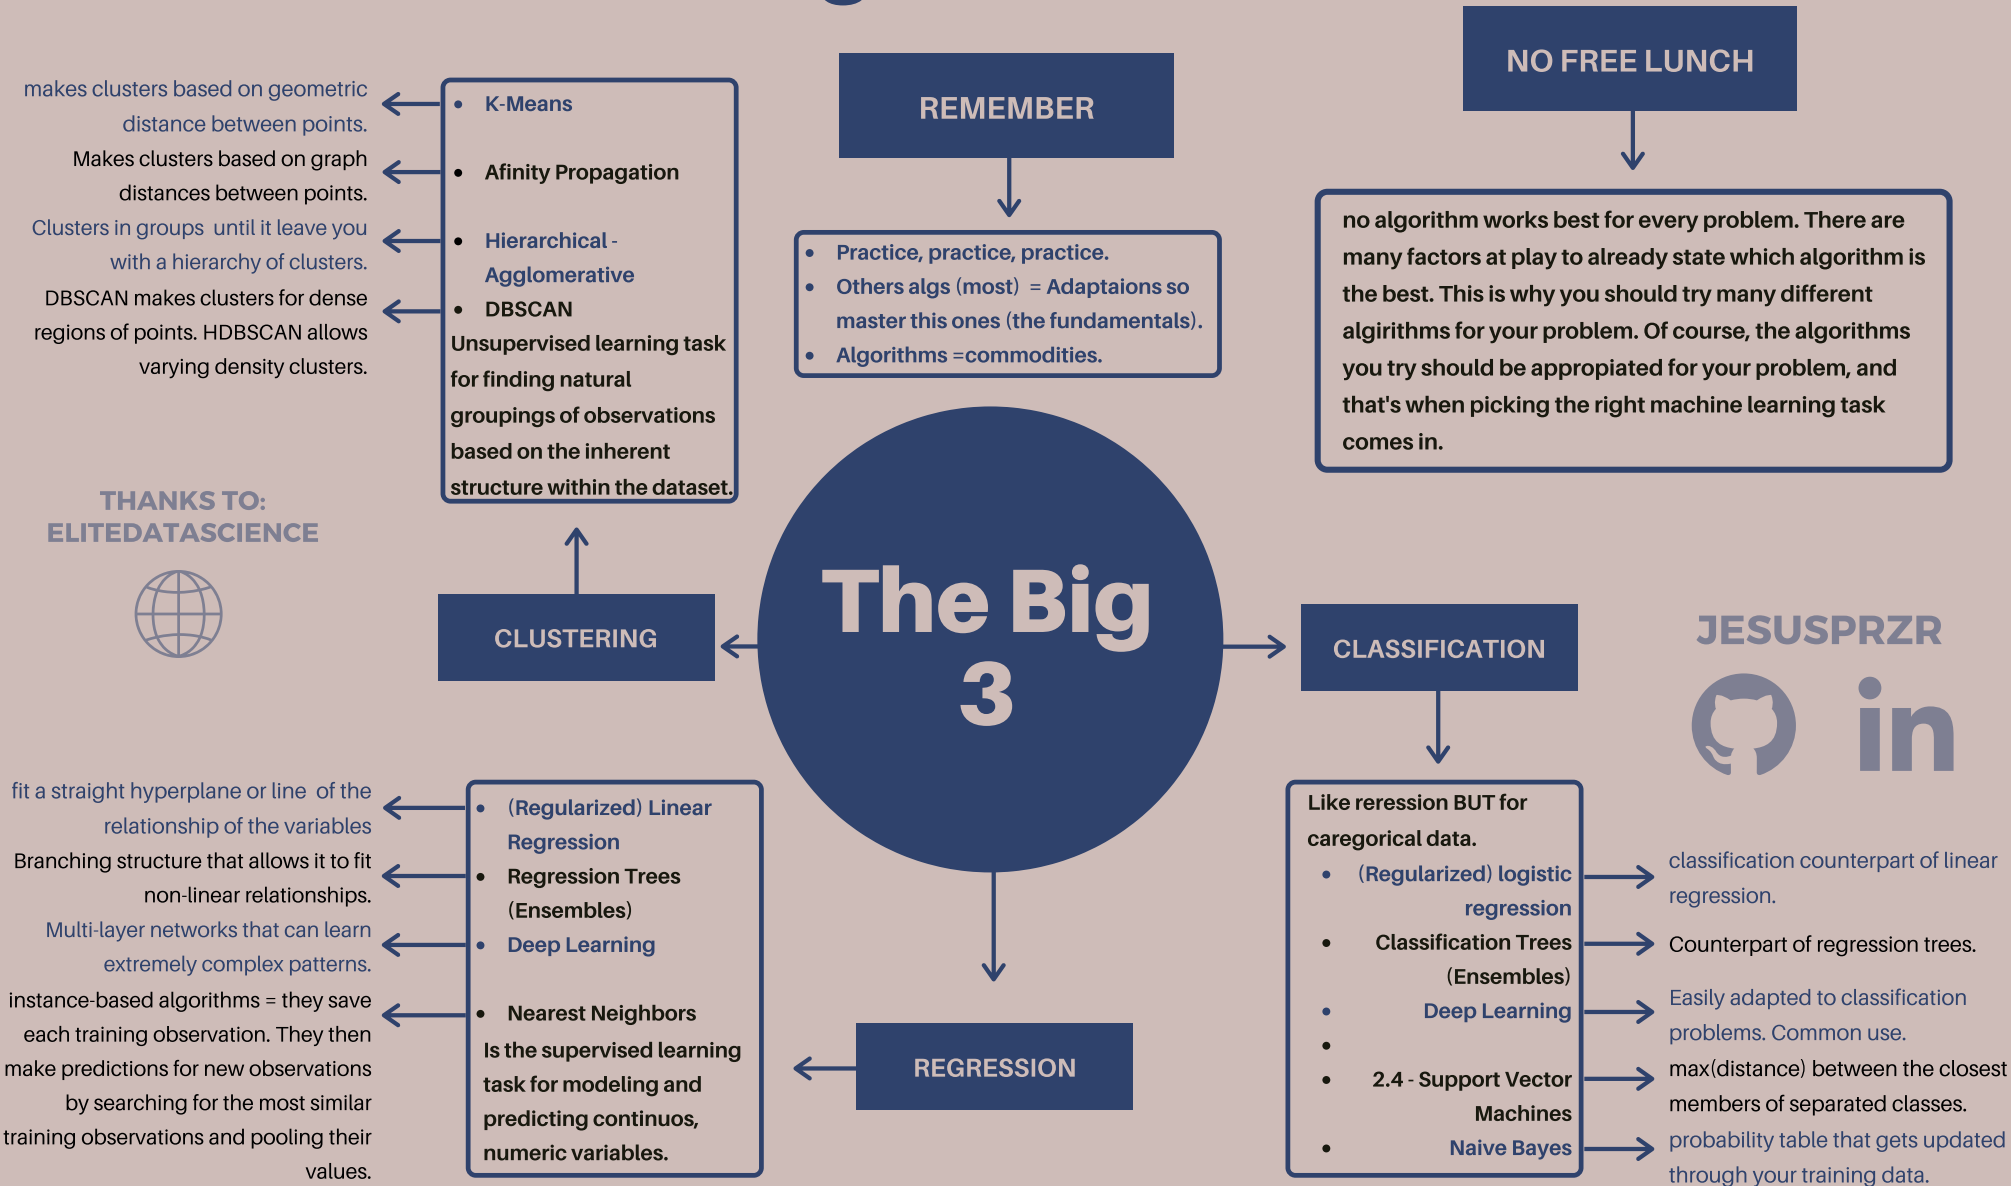 NO FREE LUNCH
REMEMBER
makes clusters based on geometric
distance between points.
Makes clusters based on graph
distances between points.
Clusters in groups  until it leave you
with a hierarchy of clusters.
DBSCAN makes clusters for dense
regions of points. HDBSCAN allows
varying density clusters.
• K-Means
• Afinity Propagation
• Hierarchical -
Agglomerative
• DBSCAN
Unsupervised learning task
for finding natural
groupings of observations
based on the inherent
structure within the dataset.
• Practice, practice, practice.
• Others algs (most)  = Adaptaions so
master this ones (the fundamentals).
• Algorithms =commodities.
no algorithm works best for every problem. There are
many factors at play to already state which algorithm is
the best. This is why you should try many different
algirithms for your problem. Of course, the algorithms
you try should be appropiated for your problem, and
that's when picking the right machine learning task
comes in.
THANKS TO:
ELITEDATASCIENCE
The Big
3
CLUSTERING
CLASSIFICATION
JESUSPRZR
in
fit a straight hyperplane or line  of the
relationship of the variables
Branching structure that allows it to fit
non-linear relationships.
Multi-layer networks that can learn
extremely complex patterns.
instance-based algorithms = they save
each training observation. They then
make predictions for new observations
by searching for the most similar
training observations and pooling their
values.
• (Regularized) Linear
Regression
• Regression Trees
(Ensembles)
• Deep Learning
• Nearest Neighbors
Is the supervised learning
task for modeling and
predicting continuos,
numeric variables.
REGRESSION
Like reression BUT for
caregorical data.
• (Regularized) logistic
regression
• Classification Trees
(Ensembles)
• Deep Learning
•
• 2.4 - Support Vector
Machines
• Naive Bayes
classification counterpart of linear
regression.
Counterpart of regression trees.
Easily adapted to classification
problems. Common use.
max(distance) between the closest
members of separated classes.
probability table that gets updated
through your training data.